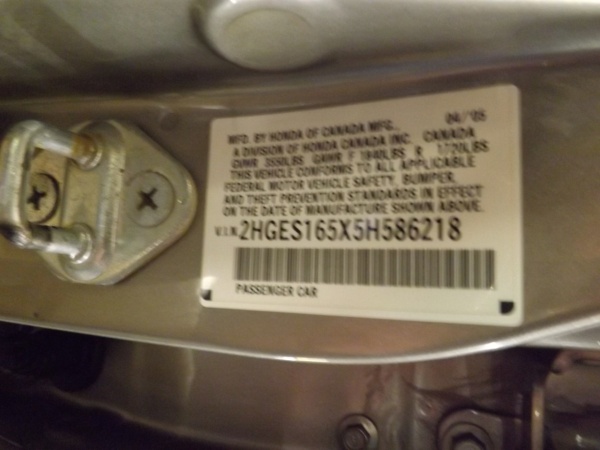 MFD. BY HONDA OF CANADA MFG., 04/05
A DIVISION OF HONDA CANADA INC. CANADA
GVWR 3550LBS GAWR F 1840LBS R 1720LBS
THIS VEHICLE CONFORMS TO ALL APPLICABLE
FEDERAL MOTOR VEHICLE SAFETY, BUMPER,
AND THEFT PREVENTION STANDARDS IN EFFECT
ON THE DATE OF MANUFACTURE SHOWN ABOVE.
V.I.N. 2HGES165X5H586218
PASSENGER CAR